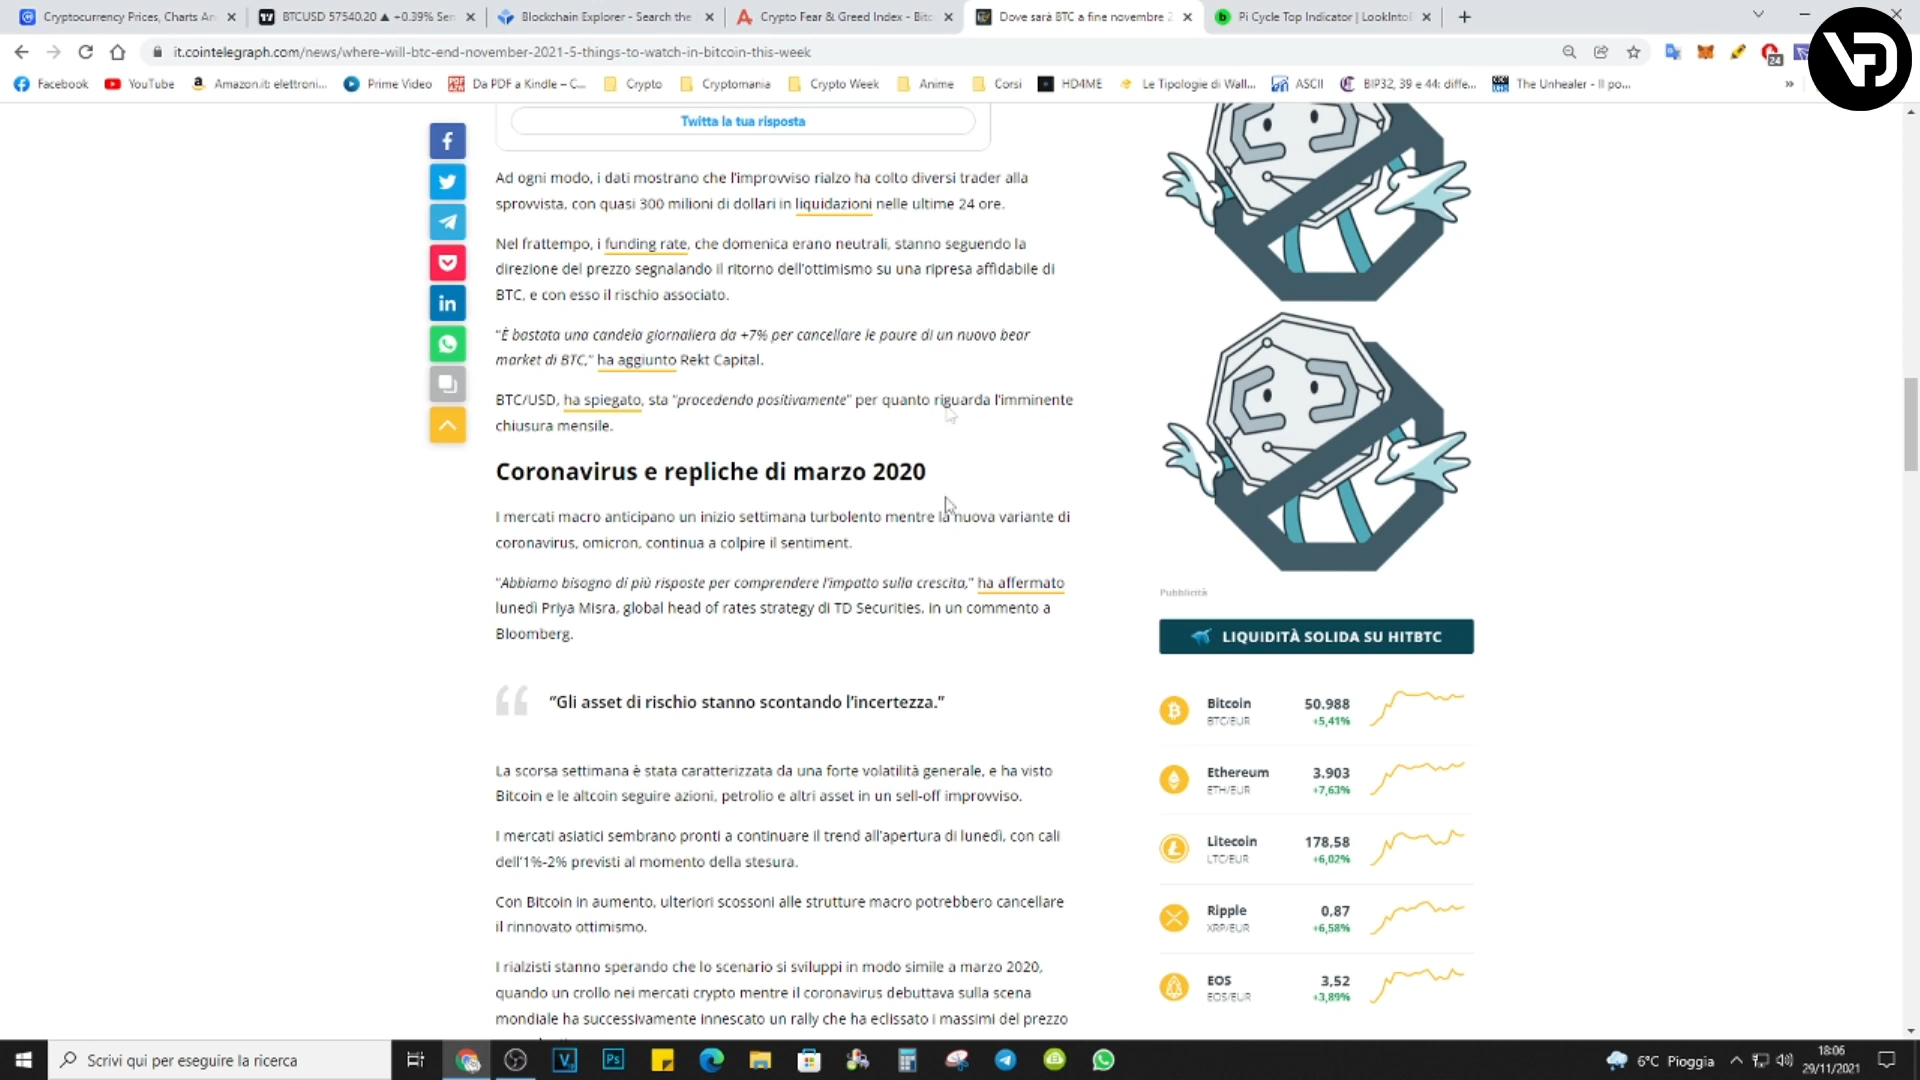 Cryptocurrency Prices, Charts An
BTCUSD 57540.20 ▲ +0.39% Sen
Blockchain Explorer - Search the
Crypto Fear & Greed Index - Bitc
Dove sarà BTC a fine novembre 2
Pi Cycle Top Indicator | LookIntoB
it.cointelegraph.com/news/where-will-btc-end-november-2021-5-things-to-watch-in-bitcoin-this-week
24
Facebook
YouTube
Amazon.it: elettroni...
Prime Video
Da PDF a Kindle – C...
Crypto
Cryptomania
Crypto Week
Anime
Corsi
HD4ME
Le Tipologie di Wall...
ASCII
BIP32, 39 e 44: diffe...
The Unhealer - Il po...
»
Twitta la tua risposta
Ad ogni modo, i dati mostrano che l'improvviso rialzo ha colto diversi trader alla
sprovvista, con quasi 300 milioni di dollari in liquidazioni nelle ultime 24 ore.
Nel frattempo, i funding rate, che domenica erano neutrali, stanno seguendo la
direzione del prezzo segnalando il ritorno dell'ottimismo su una ripresa affidabile di
BTC, e con esso il rischio associato.
“È bastata una candela giornaliera da +7% per cancellare le paure di un nuovo bear
market di BTC,” ha aggiunto Rekt Capital.
BTC/USD, ha spiegato, sta “procedendo positivamente” per quanto riguarda l'imminente
chiusura mensile.
Coronavirus e repliche di marzo 2020
I mercati macro anticipano un inizio settimana turbolento mentre la nuova variante di
coronavirus, omicron, continua a colpire il sentiment.
“Abbiamo bisogno di più risposte per comprendere l'impatto sulla crescita,” ha affermato
lunedì Priya Misra, global head of rates strategy di TD Securities, in un commento a
Bloomberg.
“Gli asset di rischio stanno scontando l'incertezza.”
La scorsa settimana è stata caratterizzata da una forte volatilità generale, e ha visto
Bitcoin e le altcoin seguire azioni, petrolio e altri asset in un sell-off improvviso.
I mercati asiatici sembrano pronti a continuare il trend all'apertura di lunedì, con cali
dell'1%-2% previsti al momento della stesura.
Con Bitcoin in aumento, ulteriori scossoni alle strutture macro potrebbero cancellare
il rinnovato ottimismo.
I rialzisti stanno sperando che lo scenario si sviluppi in modo simile a marzo 2020,
quando un crollo nei mercati crypto mentre il coronavirus debuttava sulla scena
mondiale ha successivamente innescato un rally che ha eclissato i massimi del prezzo
Pubblicità
LIQUIDITÀ SOLIDA SU HITBTC
Bitcoin 50.988
BTC/EUR +5,41%
Ethereum 3.903
ETH/EUR +7,63%
Litecoin 178,58
LTC/EUR +6,02%
Ripple 0,87
XRP/EUR +6,58%
EOS 3,52
EOS/EUR +3,89%
Scrivi qui per eseguire la ricerca
6°C Pioggia
18:06
29/11/2021